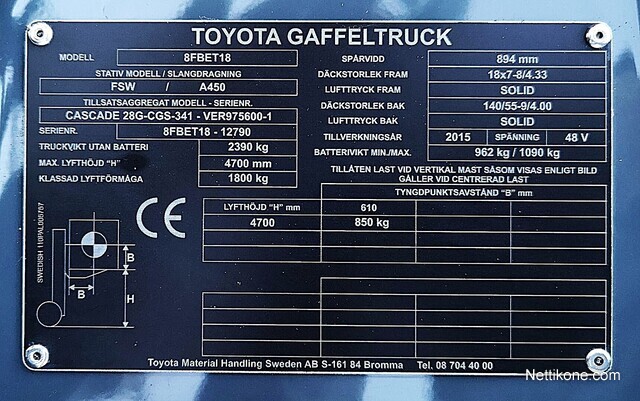 TOYOTA GAFFELTRUCK
MODELL 8FBET18
STATIV MODELL / SLANGDRAGNING
FSW / A450
TILLSATSAGGREGAT MODELL - SERIENR.
CASCADE 28G-CGS-341 - VER975600-1
SERIENR. 8FBET18 - 12790
TRUCKVIKT UTAN BATTERI 2390 kg
MAX. LYFTHÖJD "H" 4700 mm
KLASSAD LYFTFÖRMÅGA 1800 kg
SPÅRVIDD 894 mm
DÄCKSTORLEK FRAM 18x7-8/4.33
LUFTTRYCK FRAM SOLID
DÄCKSTORLEK BAK 140/55-9/4.00
LUFTTRYCK BAK SOLID
TILLVERKNINGSÅR 2015 SPÄNNING 48 V
BATTERIVIKT MIN./MAX. 962 kg / 1090 kg
TILLÅTEN LAST VID VERTIKAL MAST SÅSOM VISAS ENLIGT BILD
GÄLLER VID CENTRERAD LAST
TYNGDPUNKTSAVSTÅND "B" mm
LYFTHÖJD "H" mm 610
4700 850 kg
CE
SWEDISH 110PAL005767
B
B
H
Toyota Material Handling Sweden AB S-161 84 Bromma Tel. 08 704 40 00
Nettikone.com